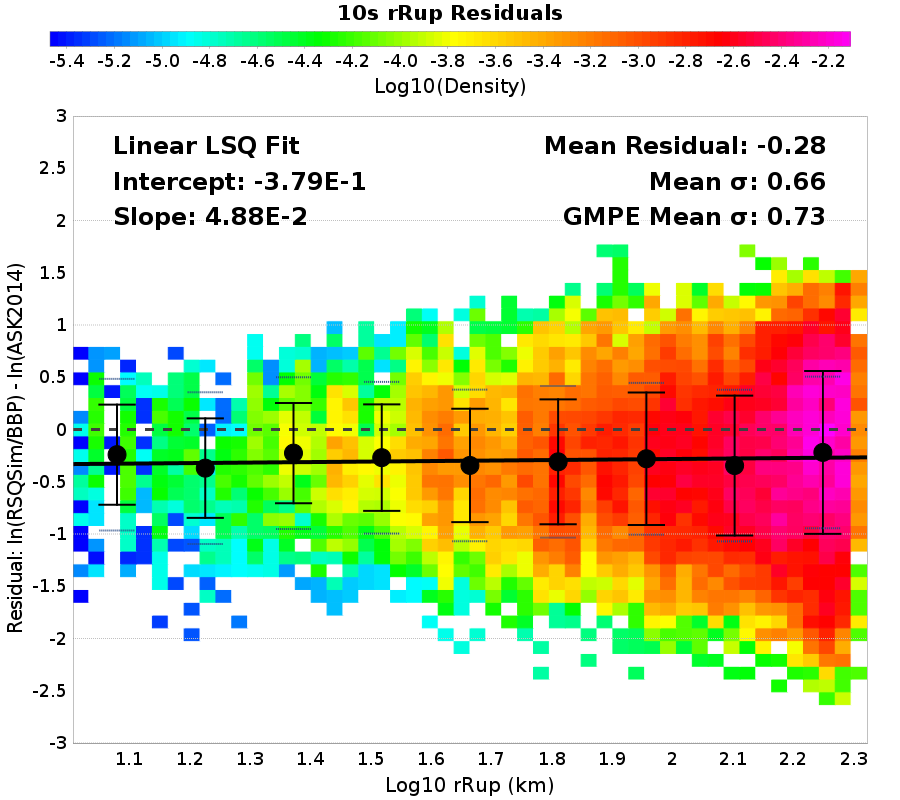 10s rRup Residuals
-5.4 -5.2 -5.0 -4.8 -4.6 -4.4 -4.2 -4.0 -3.8 -3.6 -3.4 -3.2 -3.0 -2.8 -2.6 -2.4 -2.2
Log10(Density)
Linear LSQ Fit
Intercept: -3.79E-1
Slope: 4.88E-2
Mean Residual: -0.28
Mean σ: 0.66
GMPE Mean σ: 0.73
Residual: ln(RSQSim/BBP) - ln(ASK2014)
3
2.5
2
1.5
1
0.5
0
-0.5
-1
-1.5
-2
-2.5
-3
1.1 1.2 1.3 1.4 1.5 1.6 1.7 1.8 1.9 2 2.1 2.2 2.3
Log10 rRup (km)